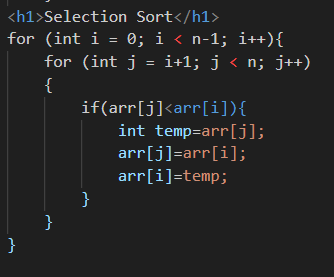 <h1>Selection Sort</h1>
for (int i = 0; i < n-1; i++){
    for (int j = i+1; j < n; j++)
    {
        if(arr[j]<arr[i]){
            int temp=arr[j];
            arr[j]=arr[i];
            arr[i]=temp;
        }
    }
}